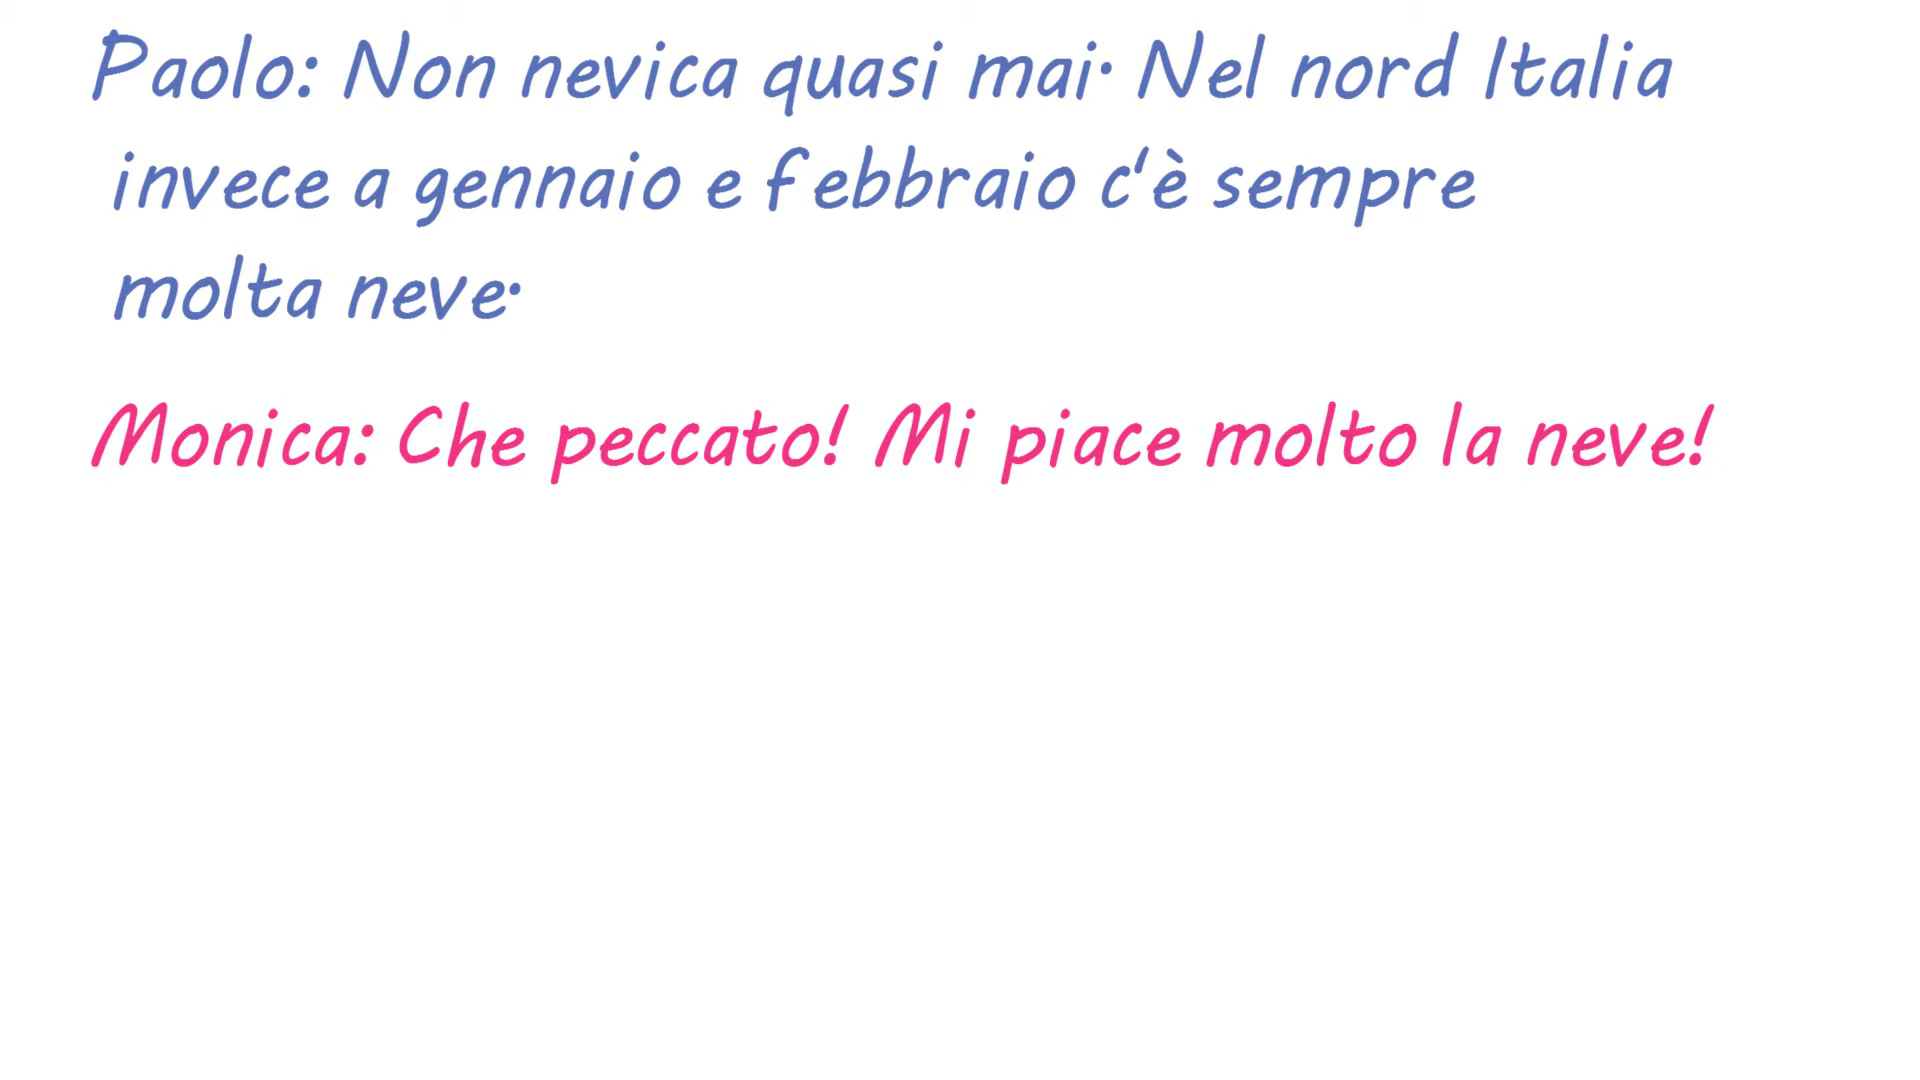 Paolo: Non nevica quasi mai. Nel nord Italia
invece a gennaio e febbraio c'è sempre
molta neve.
Monica: Che peccato! Mi piace molto la neve!